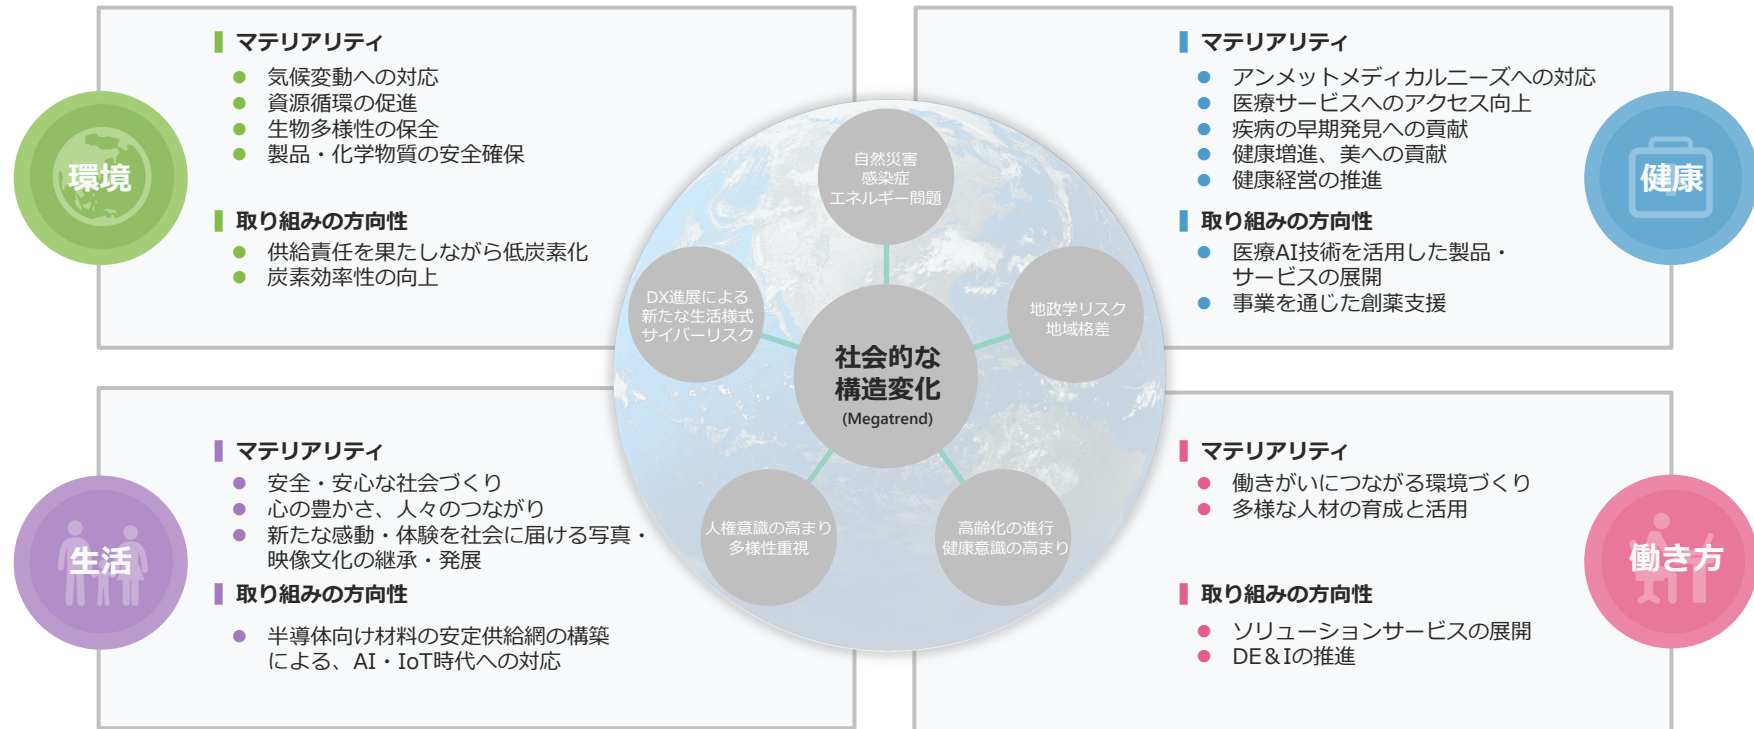 環境
マテリアリティ
気候変動への対応
資源循環の促進
生物多様性の保全
製品・化学物質の安全確保
取り組みの方向性
供給責任を果たしながら低炭素化
炭素効率性の向上
健康
マテリアリティ
アンメットメディカルニーズへの対応
医療サービスへのアクセス向上
疾病の早期発見への貢献
健康増進、美への貢献
健康経営の推進
取り組みの方向性
医療AI技術を活用した製品・
サービスの展開
事業を通じた創薬支援
自然災害
感染症
エネルギー問題
DX進展による
新たな生活様式
サイバーリスク
地政学リスク
地域格差
社会的な
構造変化
(Megatrend)
人権意識の高まり
多様性重視
高齢化の進行
健康意識の高まり
生活
マテリアリティ
安全・安心な社会づくり
心の豊かさ、人々のつながり
新たな感動・体験を社会に届ける写真・
映像文化の継承・発展
取り組みの方向性
半導体向け材料の安定供給網の構築
による、AI・IoT時代への対応
働き方
マテリアリティ
働きがいにつながる環境づくり
多様な人材の育成と活用
取り組みの方向性
ソリューションサービスの展開
DE&Iの推進